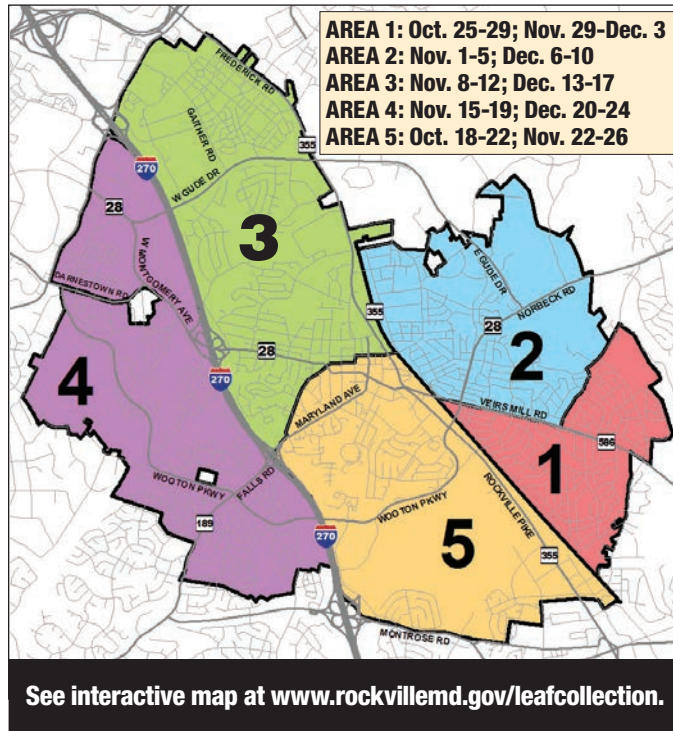 AREA 1: Oct. 25-29; Nov. 29-Dec. 3
AREA 2: Nov. 1-5; Dec. 6-10
AREA 3: Nov. 8-12; Dec. 13-17
AREA 4: Nov. 15-19; Dec. 20-24
AREA 5: Oct. 18-22; Nov. 22-26
FREDERICK RD
GAITHER RD
355
270
W GUDE DR
28
3
E GUDE DR
W MONTGOMERY AVE
NORBECK RD
DARNESTOWN RD
355
28
28
2
4
270
MARYLAND AVE
VEIRS MILL RD
586
1
FALLS RD
WOOTON PKWY
ROCKVILLE PIKE
WOOTON PKWY
189
270
5
355
MONTROSE RD
See interactive map at www.rockvillemd.gov/leafcollection.